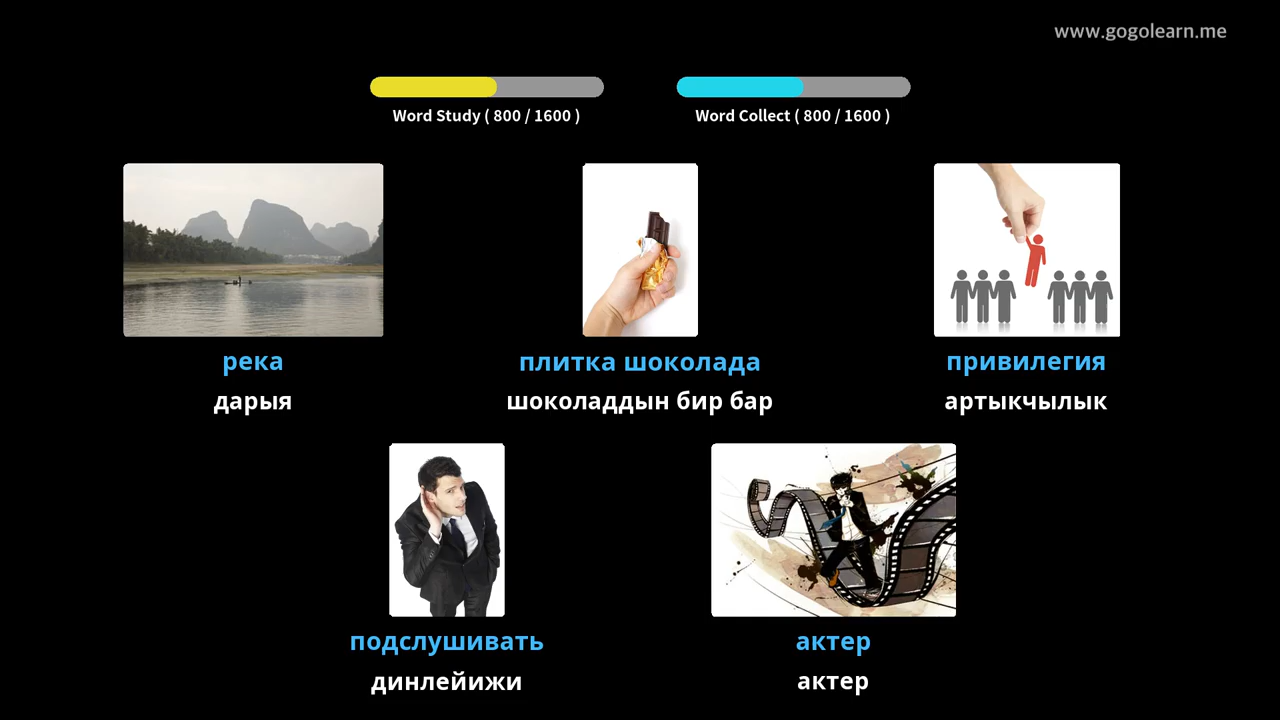 www.gogolearn.me
Word Study ( 800 / 1600 )
Word Collect ( 800 / 1600 )
река
плитка шоколада
привилегия
дарыя
шоколаддын бир бар
артыкчылык
подслушивать
актер
динлейижи
актер